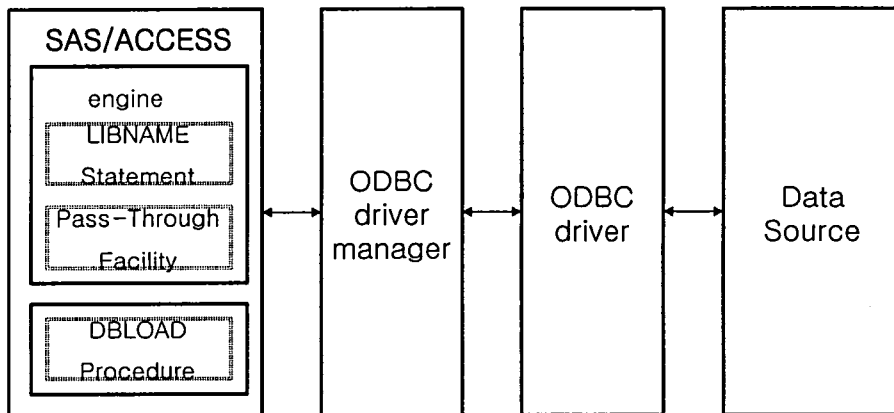 SAS/ACCESS
engine
LIBNAME
Statement
Pass-Through
Facility
DBLOAD
Procedure
ODBC
driver
manager
ODBC
driver
Data
Source